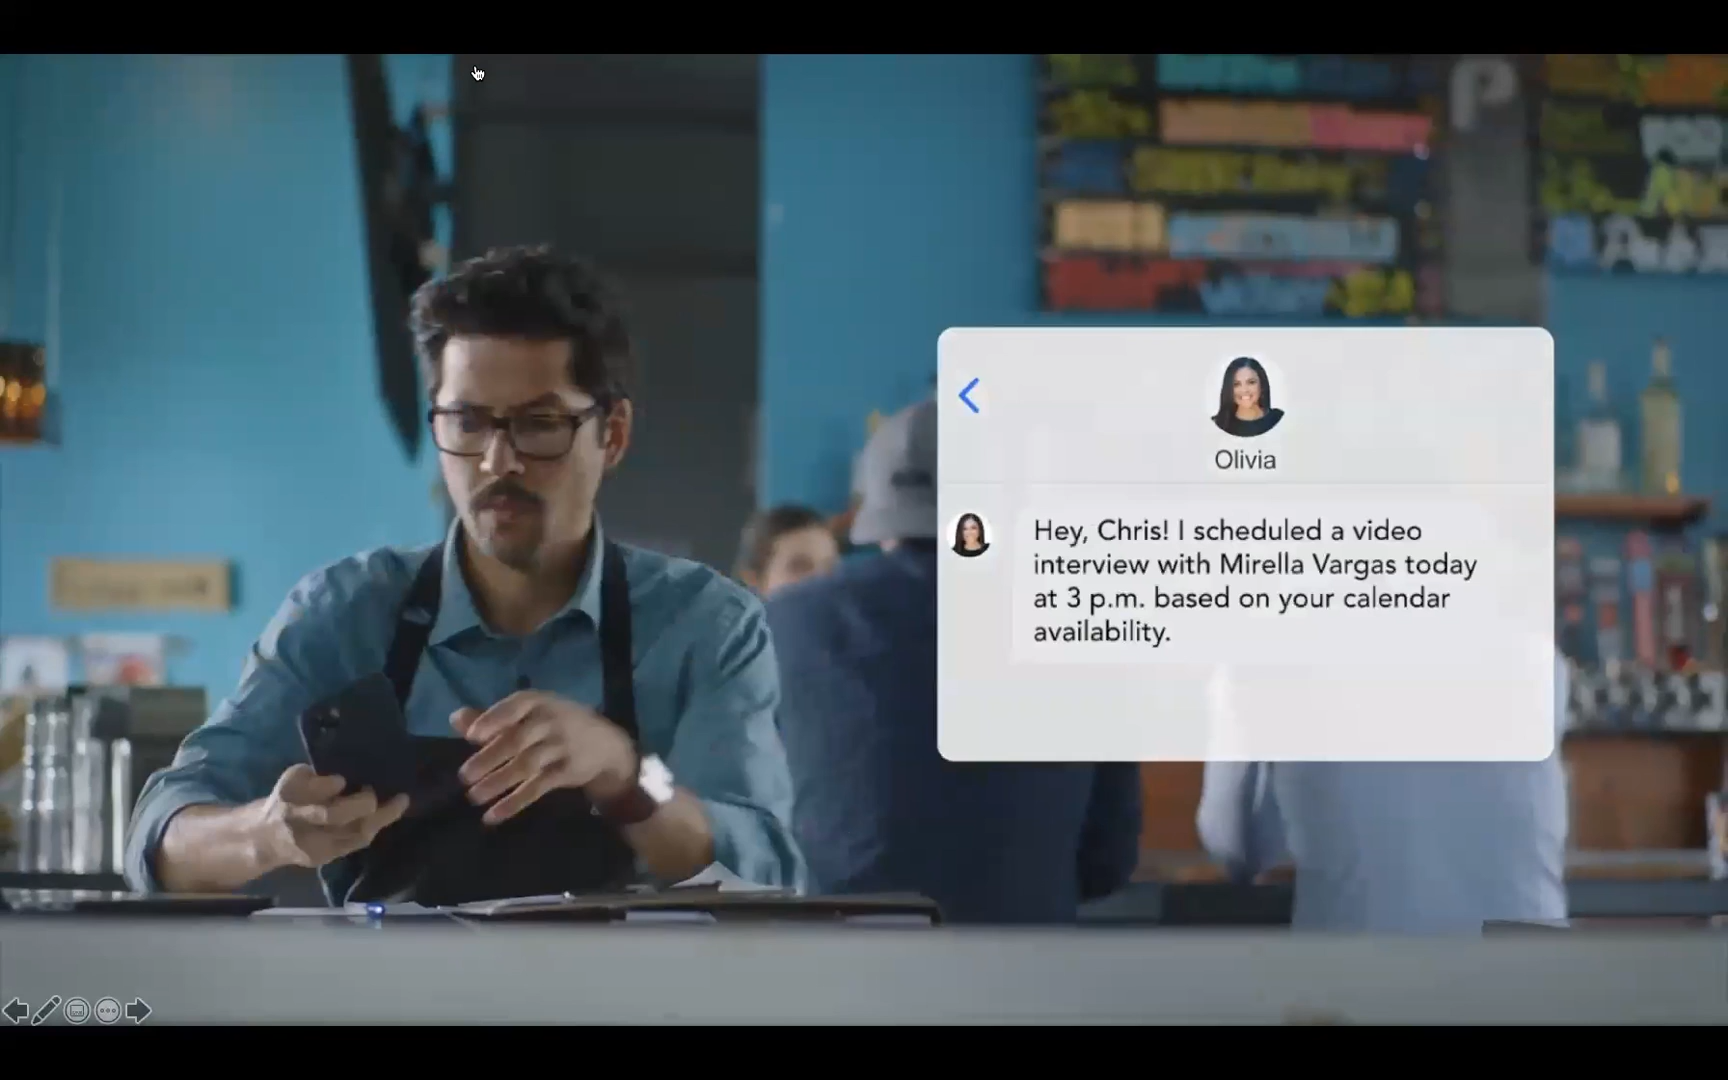 Olivia
Hey, Chris! I scheduled a video
interview with Mirella Vargas today
at 3 p.m. based on your calendar
availability.